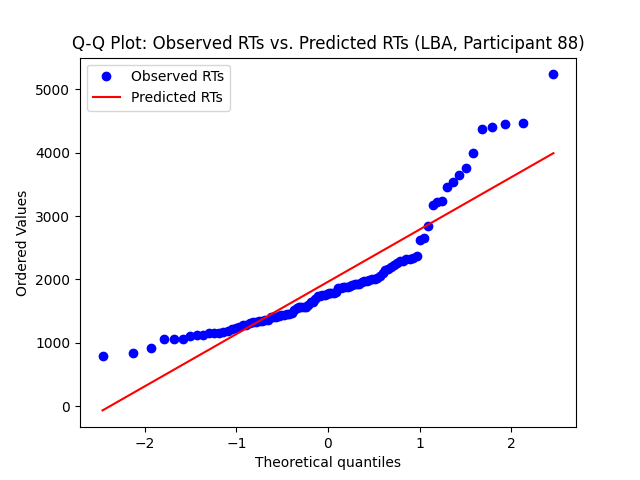 Q-Q Plot: Observed RTs vs. Predicted RTs (LBA, Participant 88)
Observed RTs
Predicted RTs
5000
4000
3000
2000
1000
0
Ordered Values
−2
−1
0
1
2
Theoretical quantiles